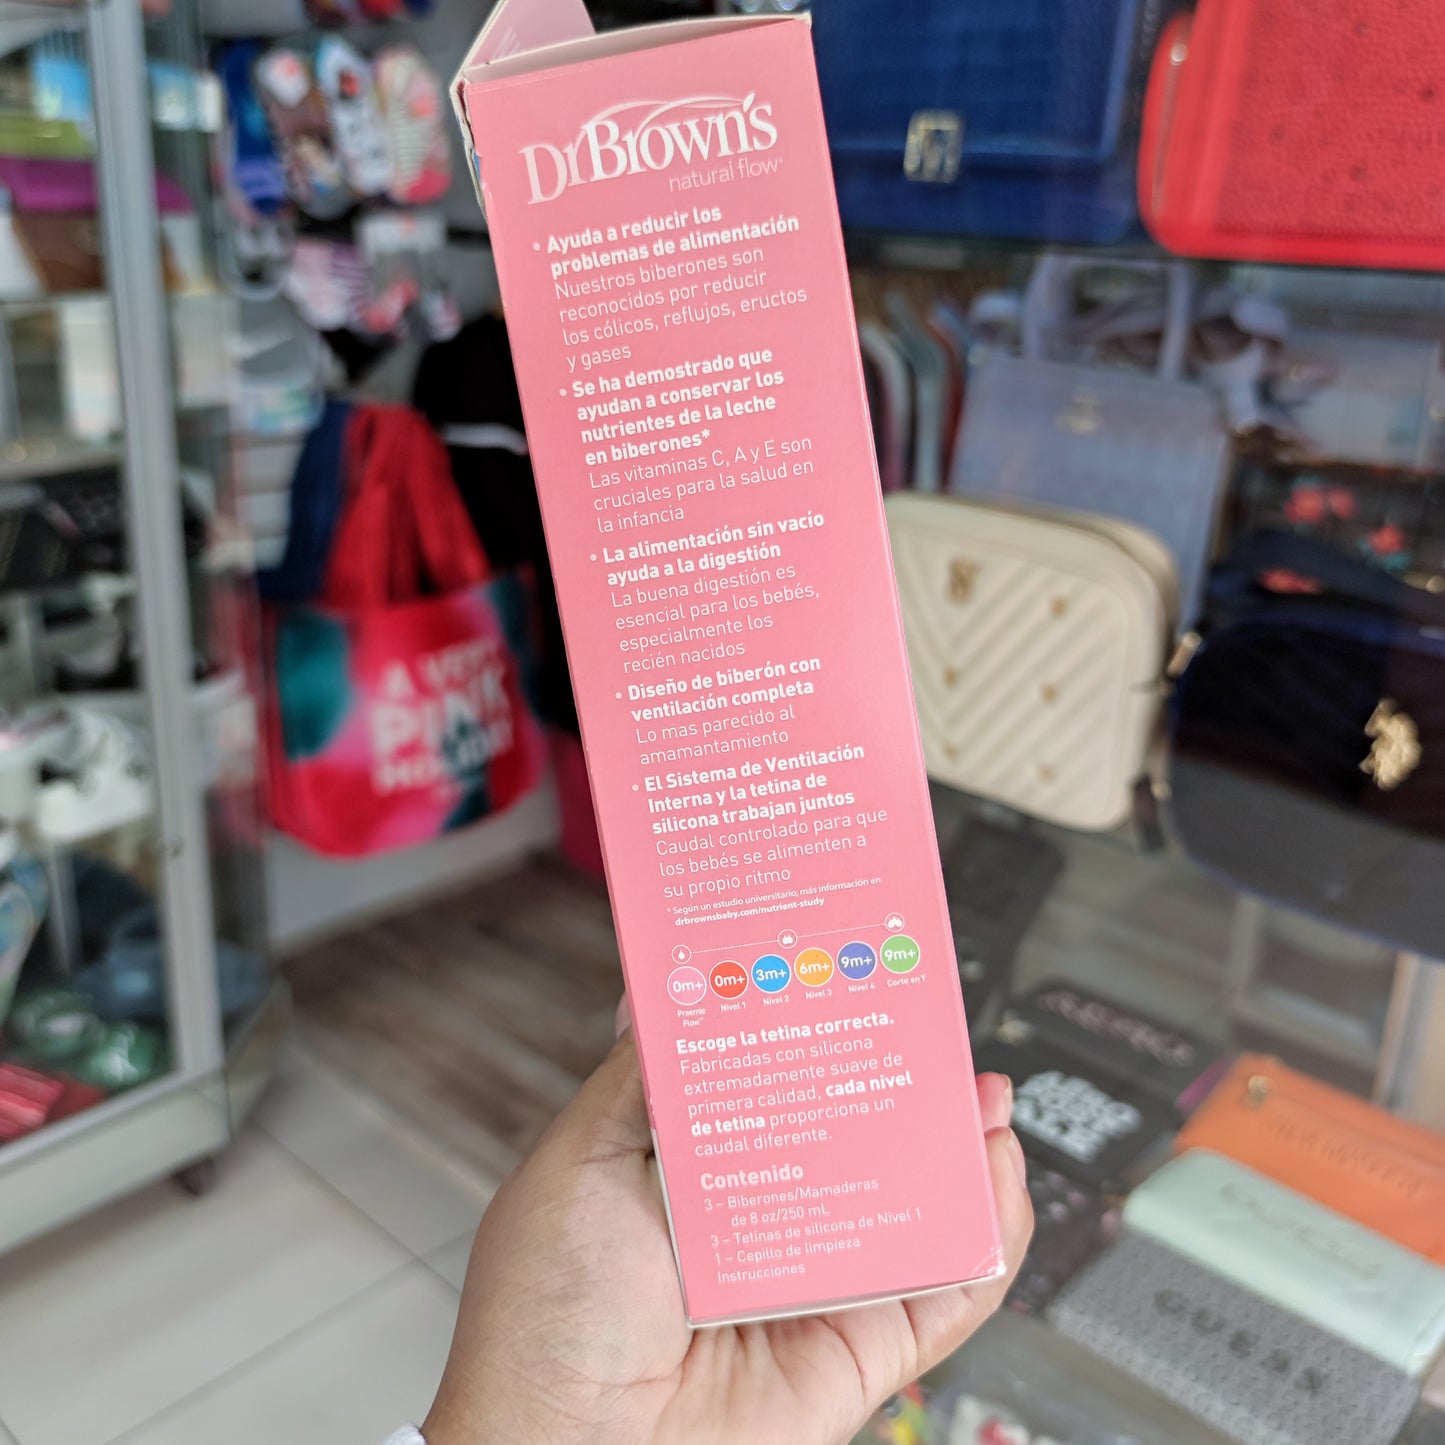 Dr Brown's
natural flow®
• Ayuda a reducir los
problemas de alimentación
Nuestros biberones son
reconocidos por reducir
los cólicos, reflujos, eructos
y gases
• Se ha demostrado que
ayudan a conservar los
nutrientes de la leche
en biberones*
Las vitaminas C, A y E son
cruciales para la salud en
la infancia
• La alimentación sin vacío
ayuda a la digestión
La buena digestión es
esencial para los bebés,
especialmente los
recién nacidos
• Diseño de biberón con
ventilación completa
Lo mas parecido al
amamantamiento
• El Sistema de Ventilación
Interna y la tetina de
silicona trabajan juntos
Caudal controlado para que
los bebés se alimenten a
su propio ritmo
* Según un estudio universitario, más información en
drbrownsbaby.com/nutrient-study
0m+ 0m+ 3m+ 6m+ 9m+ 9m+
Preemie Nivel 1 Nivel 2 Nivel 3 Nivel 4 Corte en Y
Flow™
Escoge la tetina correcta.
Fabricadas con silicona
extremadamente suave de
primera calidad, cada nivel
de tetina proporciona un
caudal diferente.
Contenido
3 – Biberones/Mamaderas
de 8 oz/250 mL
3 – Tetinas de silicona de Nivel 1
1 – Cepillo de limpieza
Instrucciones
A VERY
PINK
HOLIDAY
GUESS